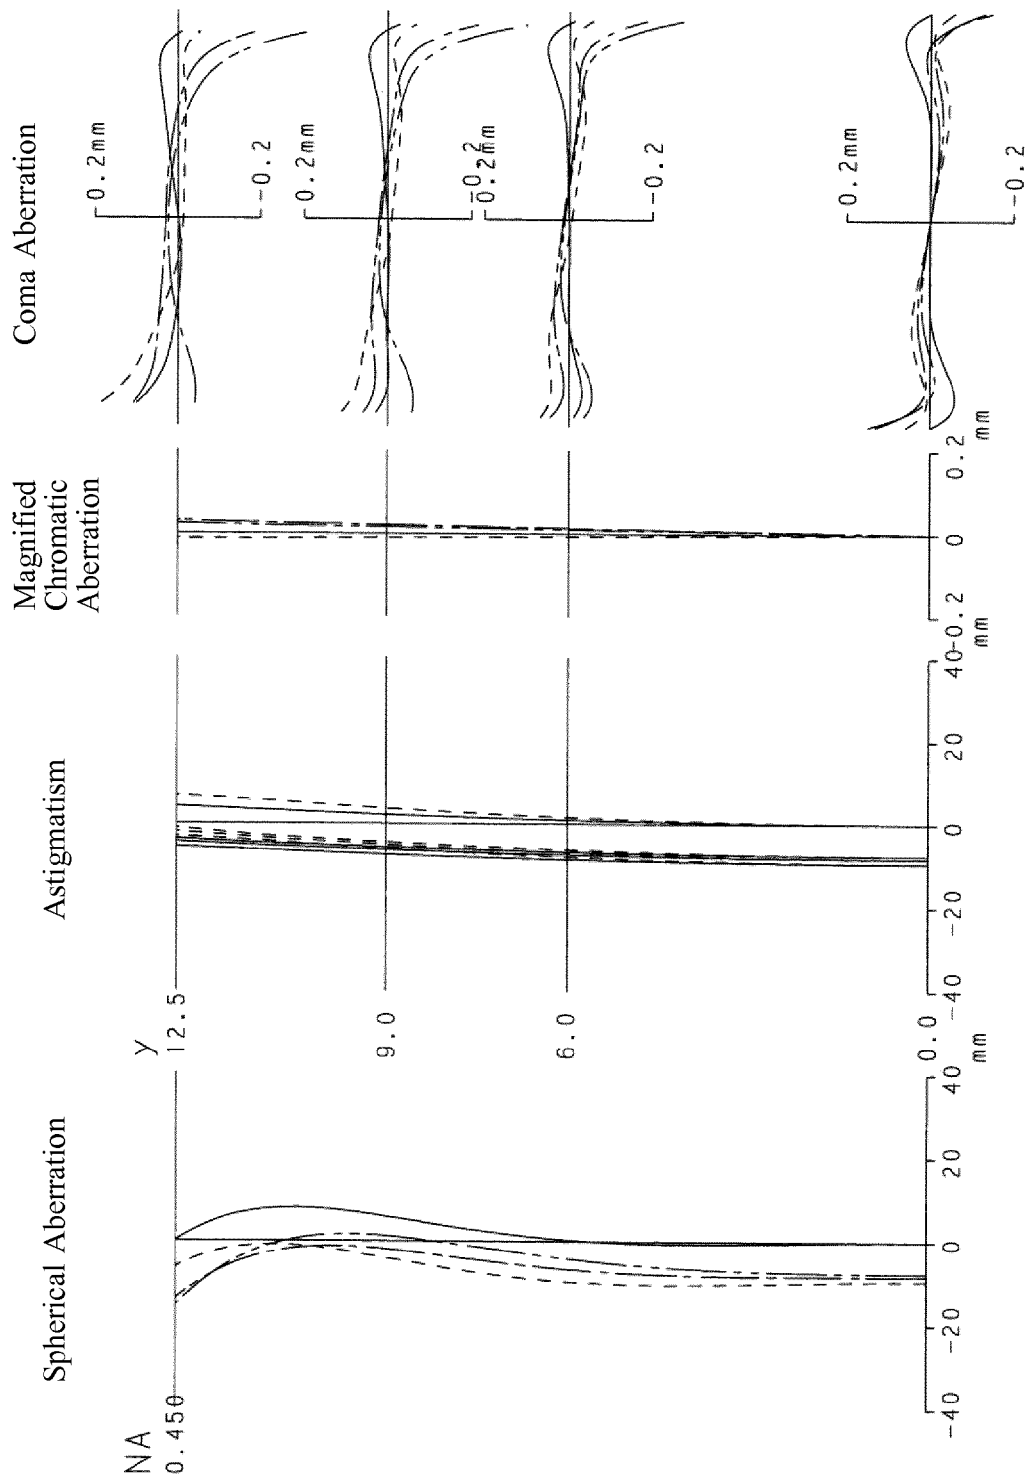 Spherical Aberration
NA
0.450
-40
-20
0
20
40
mm
Astigmatism
y
12.5
9.0
6.0
0.0
-40
-20
0
20
40
mm
Magnified
Chromatic
Aberration
-0.2
0
0.2
mm
Coma Aberration
0.2mm
-0.2
0.2mm
-0.2
0.2mm
-0.2
0.2mm
-0.2